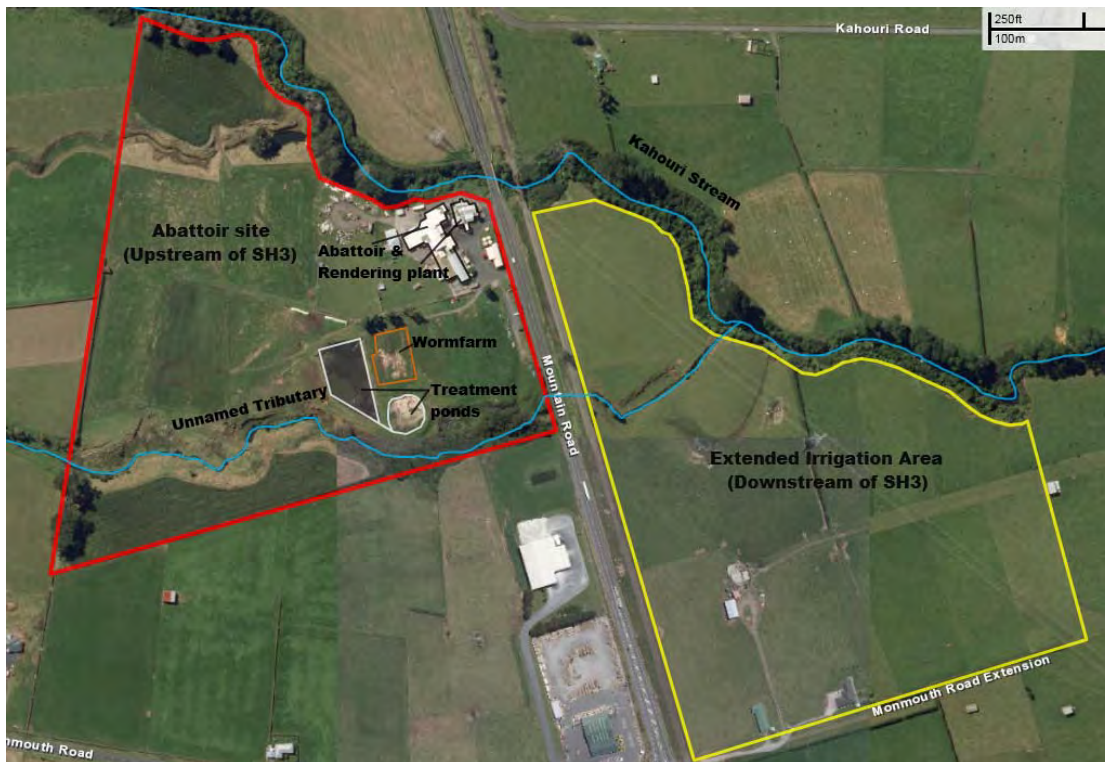 250ft
100m
Kahouri Road
Kahouri Stream
Abattoir site
(Upstream of SH3)
Abattoir &
Rendering plant
Wormfarm
Treatment
ponds
Unnamed Tributary
Mountain Road
Extended Irrigation Area
(Downstream of SH3)
Monmouth Road Extension
nmouth Road